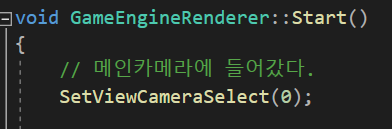 void GameEngineRenderer::Start()
{
// 메인카메라에 들어갔다.
SetViewCameraSelect(0);